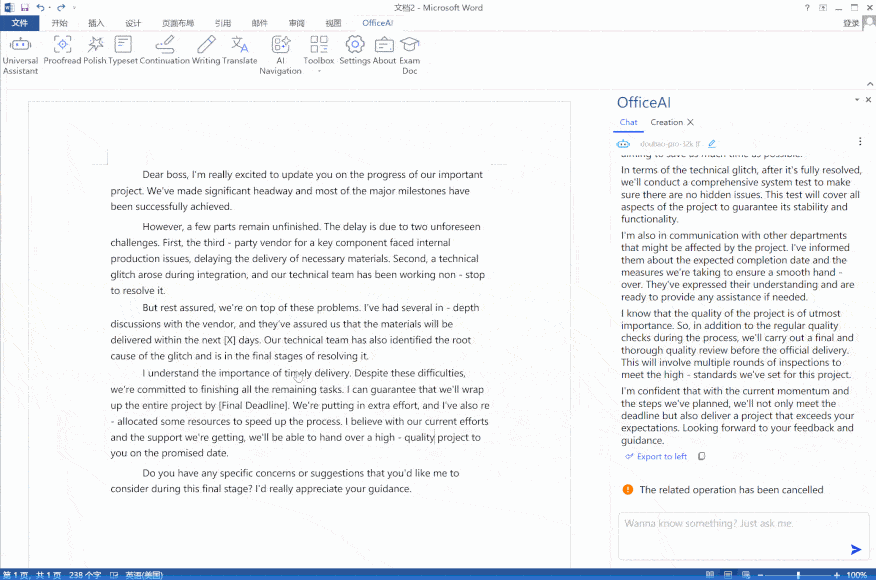 文档2 - Microsoft Word
?
文件 开始 插入 设计 页面布局 引用 邮件 审阅 视图 OfficeAI 登录
Universal Assistant Proofread Polish Typeset Continuation Writing Translate AI Navigation Toolbox Settings About Exam Doc
Dear boss, I'm really excited to update you on the progress of our important
project. We've made significant headway and most of the major milestones have
been successfully achieved.
However, a few parts remain unfinished. The delay is due to two unforeseen
challenges. First, the third - party vendor for a key component faced internal
production issues, delaying the delivery of necessary materials. Second, a technical
glitch arose during integration, and our technical team has been working non - stop
to resolve it.
But rest assured, we're on top of these problems. I've had several in - depth
discussions with the vendor, and they've assured us that the materials will be
delivered within the next [X] days. Our technical team has also identified the root
cause of the glitch and is in the final stages of resolving it.
I understand the importance of timely delivery. Despite these difficulties,
we're committed to finishing all the remaining tasks. I can guarantee that we'll wrap
up the entire project by [Final Deadline]. We're putting in extra effort, and I've also re
- allocated some resources to speed up the process. I believe with our current efforts
and the support we're getting, we'll be able to hand over a high - quality project to
you on the promised date.
Do you have any specific concerns or suggestions that you'd like me to
consider during this final stage? I'd really appreciate your guidance.
OfficeAI
Chat Creation
doubao-pro-32k
aiming to save as much time as possible.
In terms of the technical glitch, after it's fully resolved,
we'll conduct a comprehensive system test to make
sure there are no hidden issues. This test will cover all
aspects of the project to guarantee its stability and
functionality.
I'm also in communication with other departments
that might be affected by the project. I've informed
them about the expected completion date and the
measures we're taking to ensure a smooth hand -
over. They've expressed their understanding and are
ready to provide any assistance if needed.
I know that the quality of the project is of utmost
importance. So, in addition to the regular quality
checks during the process, we'll carry out a final and
thorough quality review before the official delivery.
This will involve multiple rounds of inspections to
meet the high - standards we've set for this project.
I'm confident that with the current momentum and
the steps we've planned, we'll not only meet the
deadline but also deliver a project that exceeds your
expectations. Looking forward to your feedback and
guidance.
Export to left
The related operation has been cancelled
Wanna know something? Just ask me.
第 1 页，共 1 页 238 个字 英语(美国) 100%